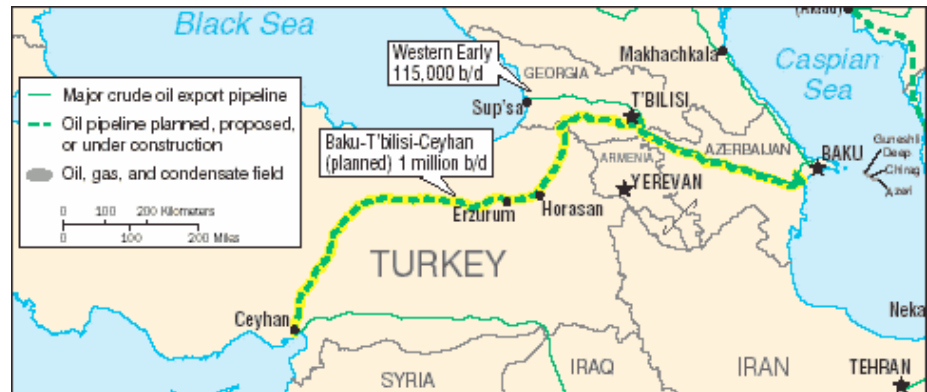 Black Sea
(Aktau)
Western Early
115,000 b/d
Makhachkala
Caspian
Sea
GEORGIA
Major crude oil export pipeline
Sup'sa
T'BILISI
Oil pipeline planned, proposed,
or under construction
Baku-T'bilisi-Ceyhan
(planned) 1 million b/d
AZERBAIJAN
Guneshli
Deep
Chirag
Azeri
BAKU
ARMENIA
Oil, gas, and condensate field
YEREVAN
0 100 200 Kilometers
0 100 200 Miles
Erzurum
Horasan
TURKEY
Ceyhan
Neka
SYRIA
IRAQ
IRAN
TEHRAN